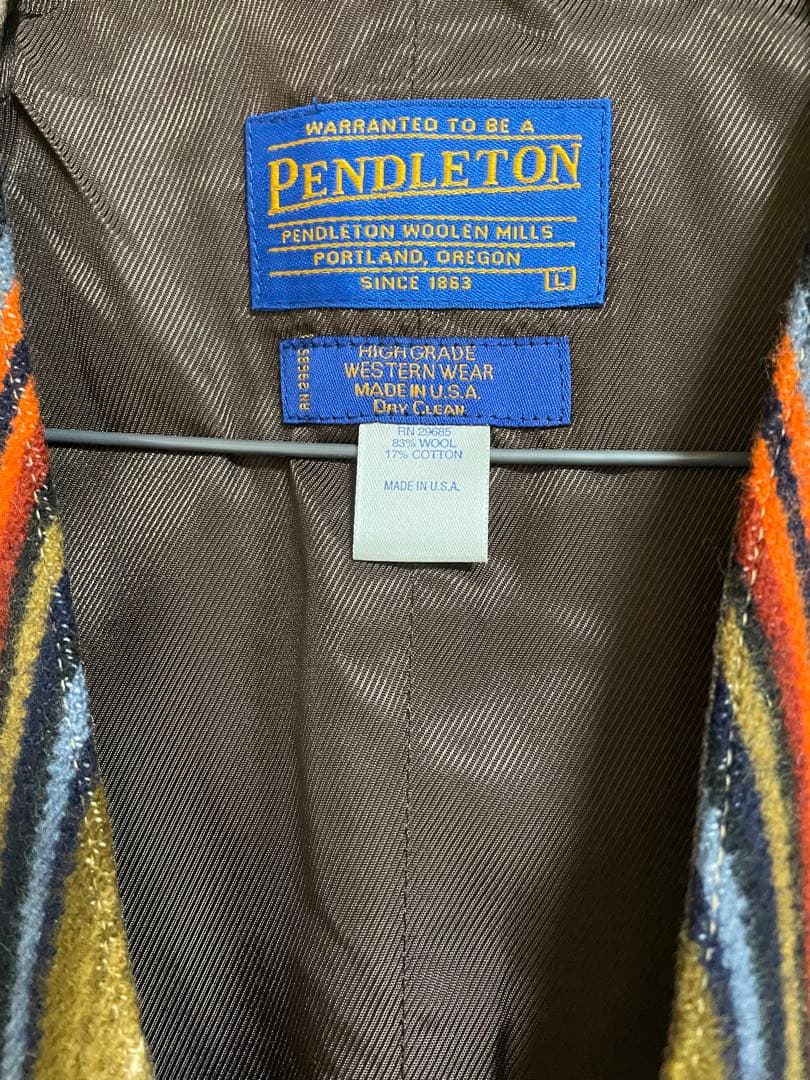 WARRANTED TO BE A
PENDLETON
PENDLETON WOOLEN MILLS
PORTLAND, OREGON
SINCE 1863
L
RN 29685
HIGH GRADE
WESTERN WEAR
MADE IN U.S.A.
DRY CLEAN
RN 29685
83% WOOL
17% COTTON
MADE IN U.S.A.